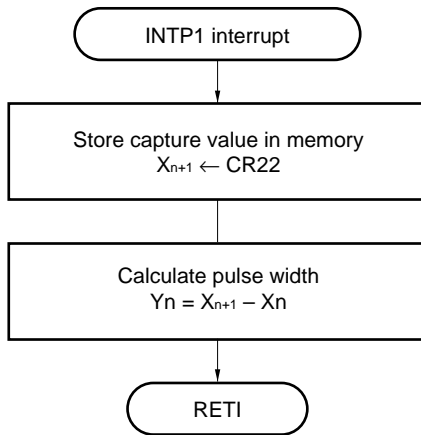 INTP1 interrupt
Store capture value in memory
Xn+1 ← CR22
Calculate pulse width
Yn = Xn+1 – Xn
RETI